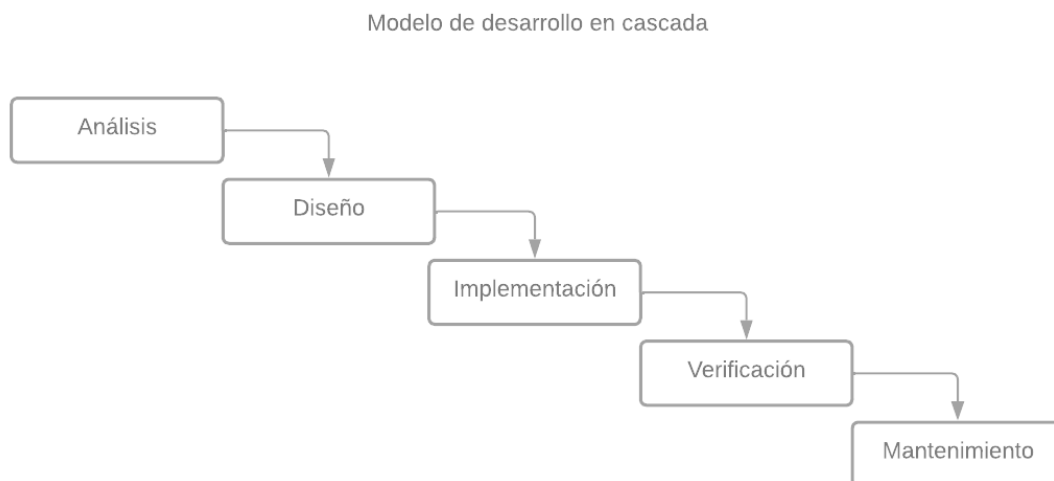 Modelo de desarrollo en cascada
Análisis
Diseño
Implementación
Verificación
Mantenimiento